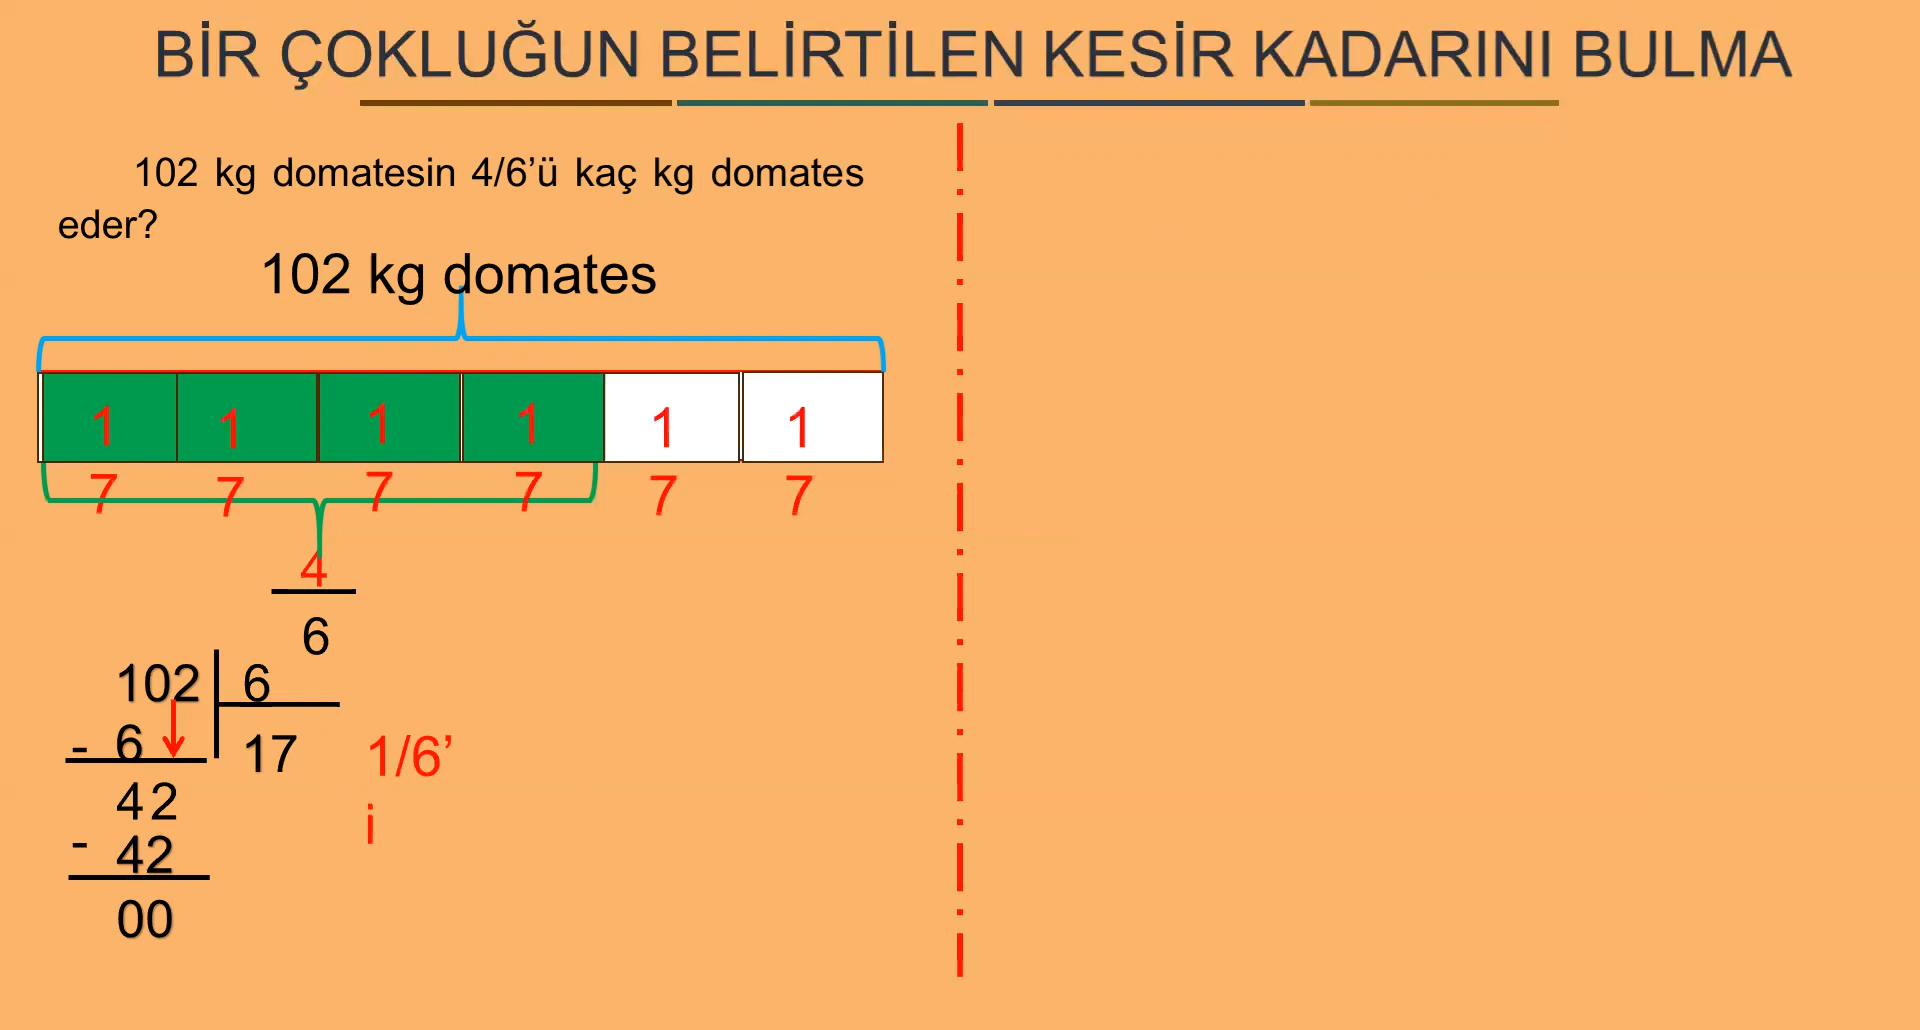 BİR ÇOKLUĞUN BELİRTİLEN KESİR KADARINI BULMA
102 kg domatesin 4/6’ü kaç kg domates
eder?
102 kg domates
1 1 1 1 1 1
7 7 7 7 7 7
4
6
102 6
- 6 17 1/6’
i
42
- 42
00